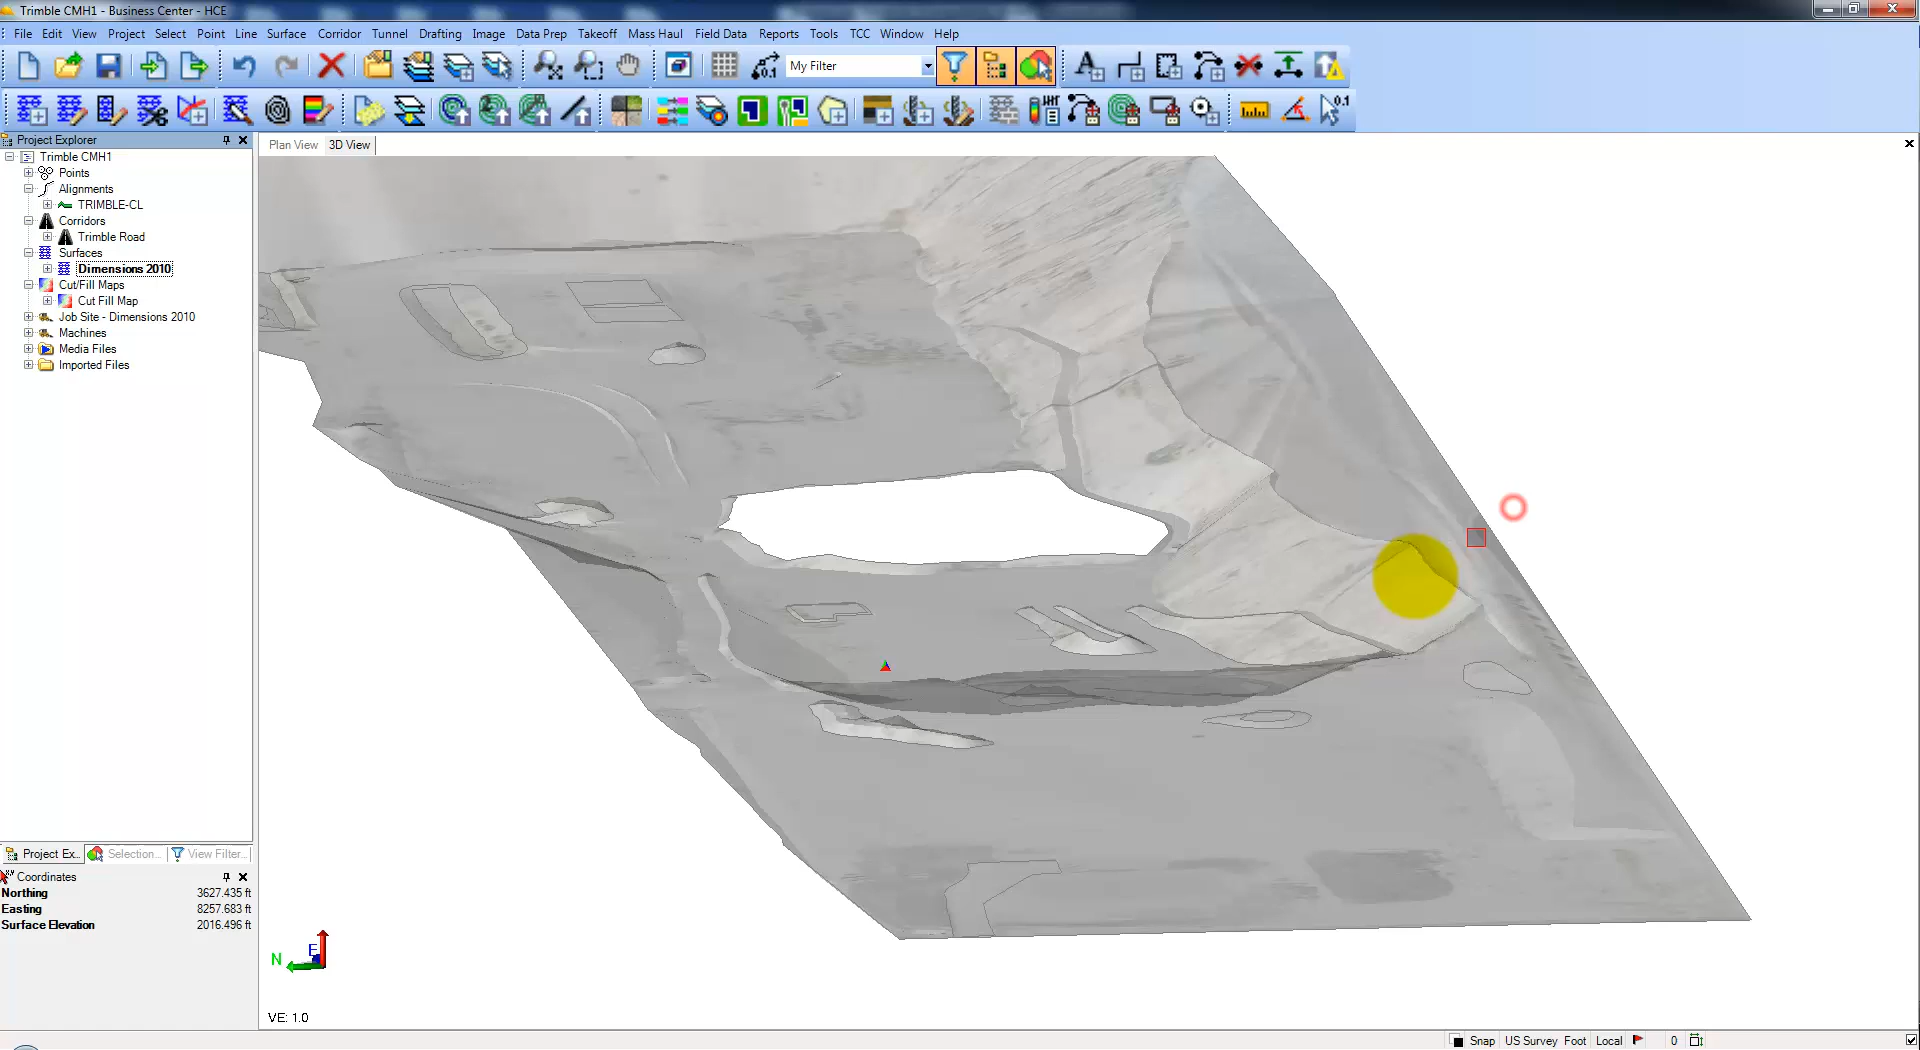 Trimble CMH1 - Business Center - HCE
File Edit View Project Select Point Line Surface Corridor Tunnel Drafting Image Data Prep Takeoff Mass Haul Field Data Reports Tools TCC Window Help
My Filter
Project Explorer
Plan View 3D View
Trimble CMH1
Points
Alignments
TRIMBLE-CL
Corridors
Trimble Road
Surfaces
Dimensions 2010
Cut/Fill Maps
Cut Fill Map
Job Site - Dimensions 2010
Machines
Media Files
Imported Files
Project Ex... Selection... View Filter...
Coordinates
Northing 3627.435 ft
Easting 8257.683 ft
Surface Elevation 2016.496 ft
E
N
VE: 1.0
Snap US Survey Foot Local 0